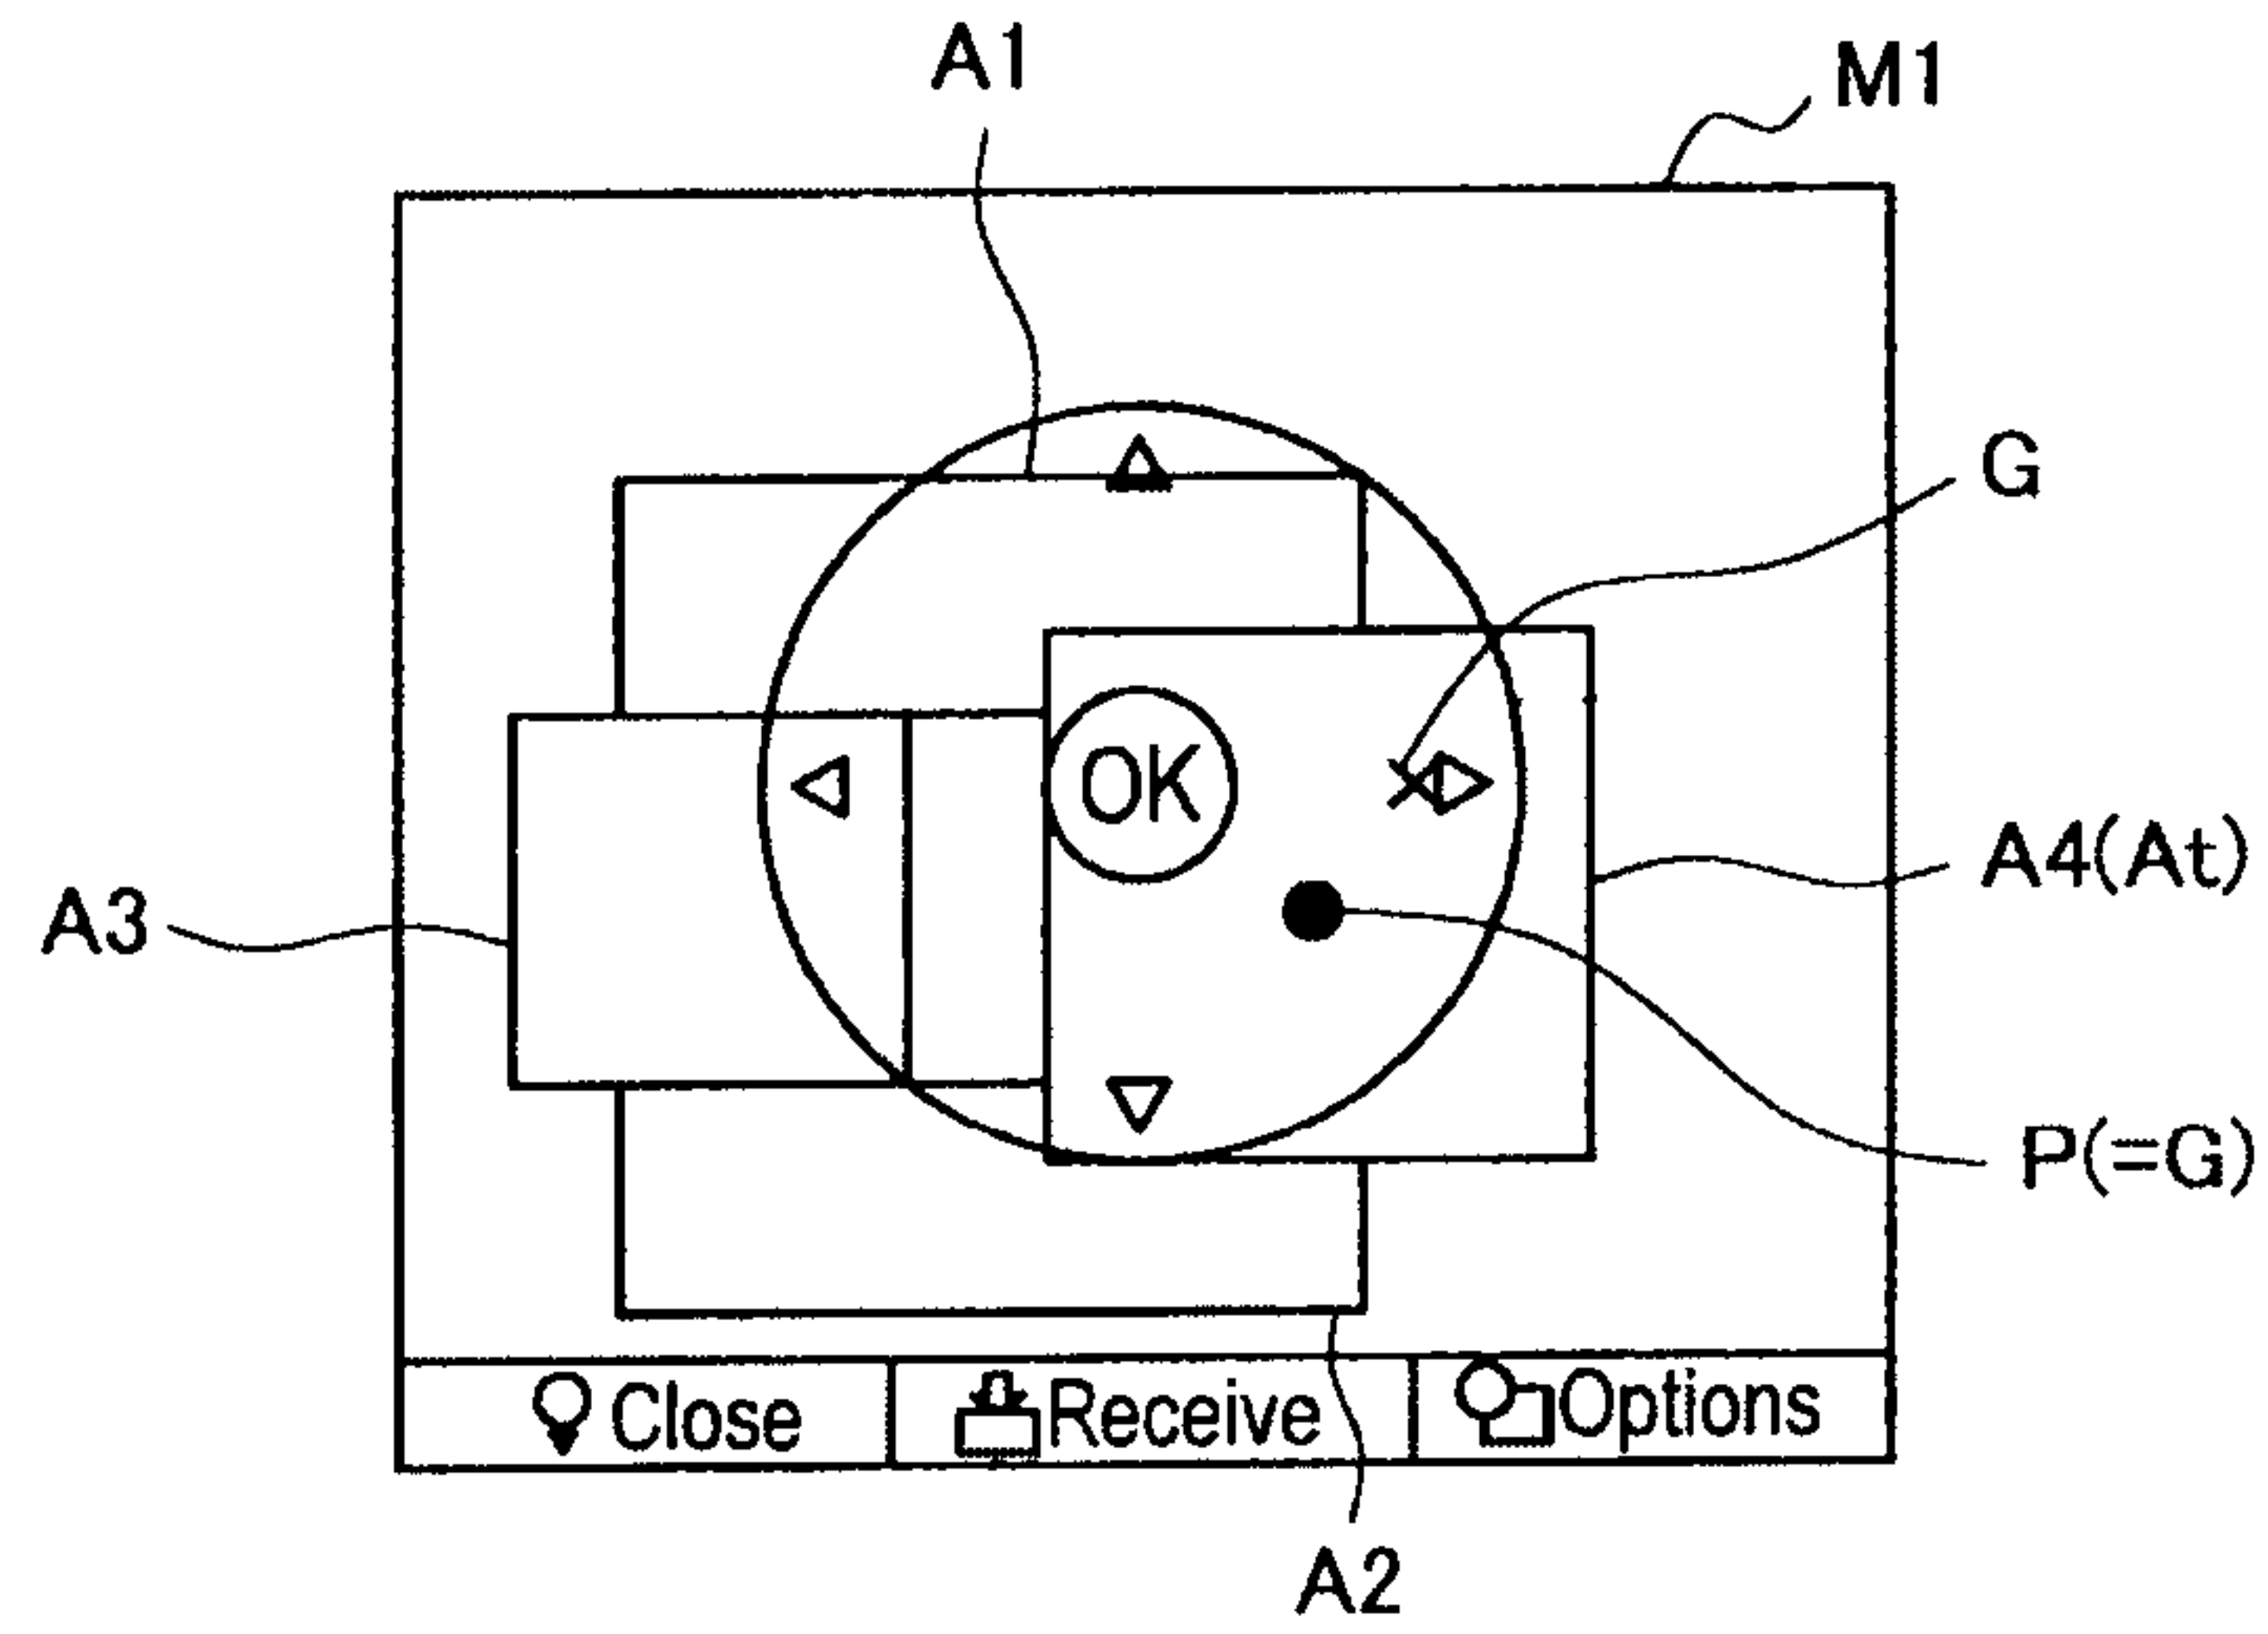 A1
M1
G
OK
A4(At)
A3
P(=G)
Close
Receive
Options
A2